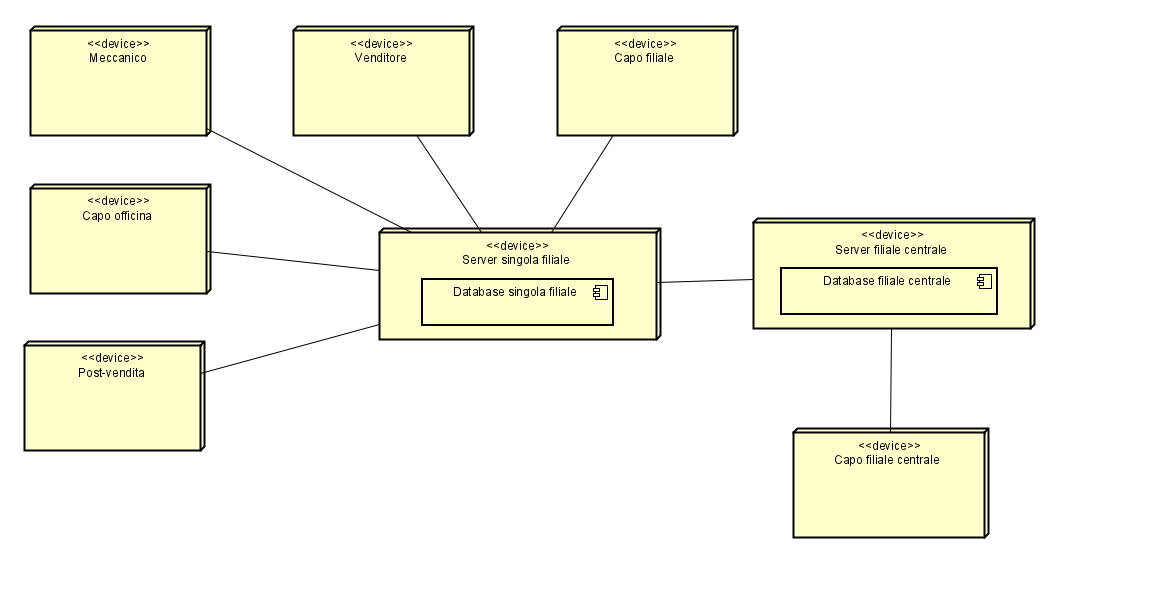 <<device>>
Meccanico
<<device>>
Venditore
<<device>>
Capo filiale
<<device>>
Capo officina
<<device>>
Server singola filiale
Database singola filiale
<<device>>
Server filiale centrale
Database filiale centrale
<<device>>
Post-vendita
<<device>>
Capo filiale centrale